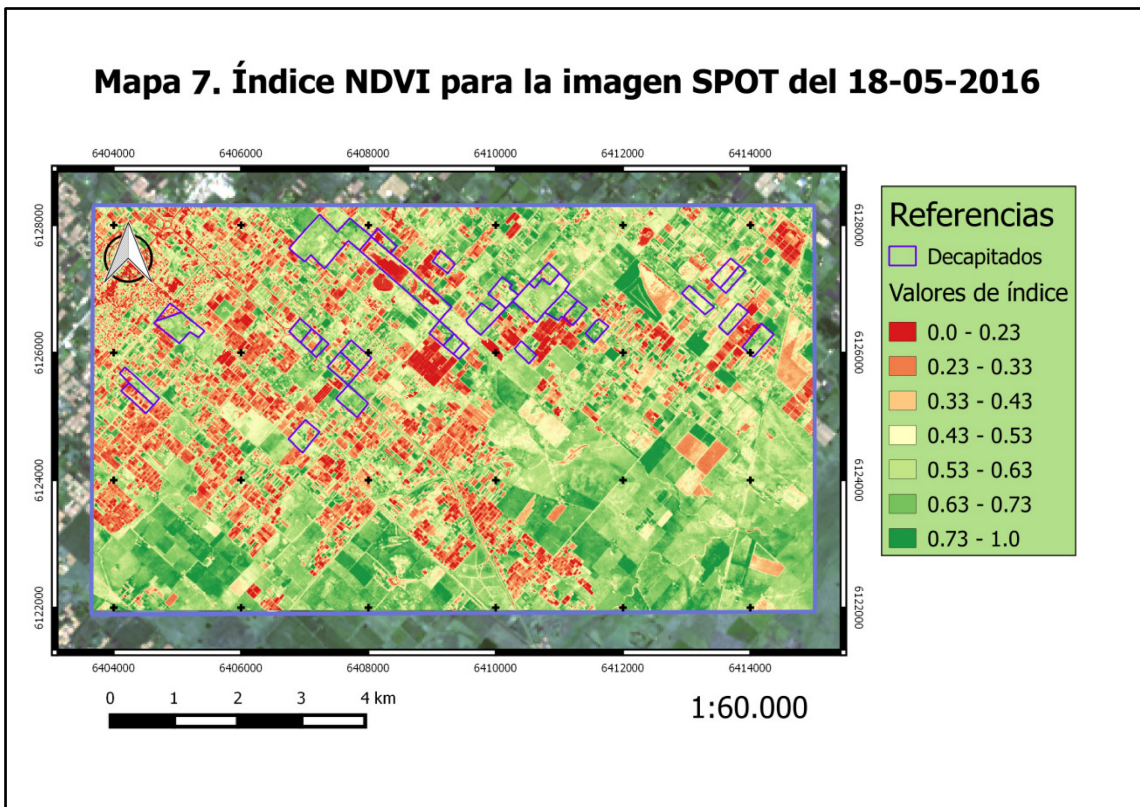 Mapa 7. Índice NDVI para la imagen SPOT del 18-05-2016
6404000 6406000 6408000 6410000 6412000 6414000
6128000 6128000
6126000 6126000
6124000 6124000
6122000 6122000
6404000 6406000 6408000 6410000 6412000 6414000
Referencias
Decapitados
Valores de índice
0.0 - 0.23
0.23 - 0.33
0.33 - 0.43
0.43 - 0.53
0.53 - 0.63
0.63 - 0.73
0.73 - 1.0
0 1 2 3 4 km
1:60.000